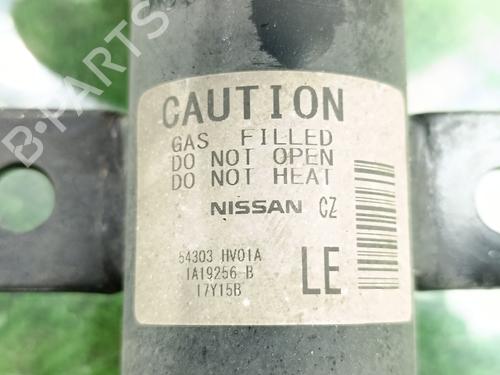 B-PARTS
CAUTION
GAS FILLED
DO NOT OPEN
DO NOT HEAT
NISSAN CZ
54303 HV01A
1A19256 B
17Y15B
LE